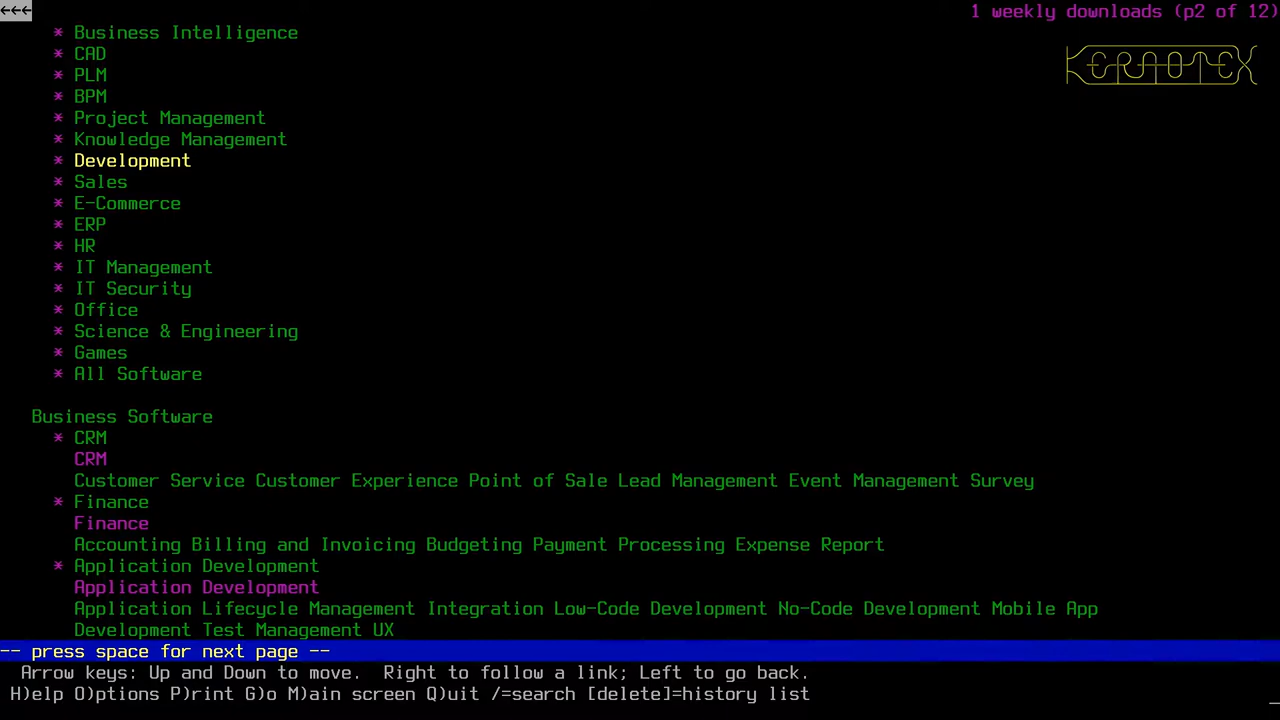 ←←← 1 weekly downloads (p2 of 12)
* Business Intelligence
* CAD
KERAOTEX
* PLM
* BPM
* Project Management
* Knowledge Management
* Development
* Sales
* E-Commerce
* ERP
* HR
* IT Management
* IT Security
* Office
* Science & Engineering
* Games
* All Software
Business Software
* CRM
CRM
Customer Service Customer Experience Point of Sale Lead Management Event Management Survey
* Finance
Finance
Accounting Billing and Invoicing Budgeting Payment Processing Expense Report
* Application Development
Application Development
Application Lifecycle Management Integration Low-Code Development No-Code Development Mobile App
Development Test Management UX
-- press space for next page --
Arrow keys: Up and Down to move. Right to follow a link; Left to go back.
H)elp O)ptions P)rint G)o M)ain screen Q)uit /=search [delete]=history list